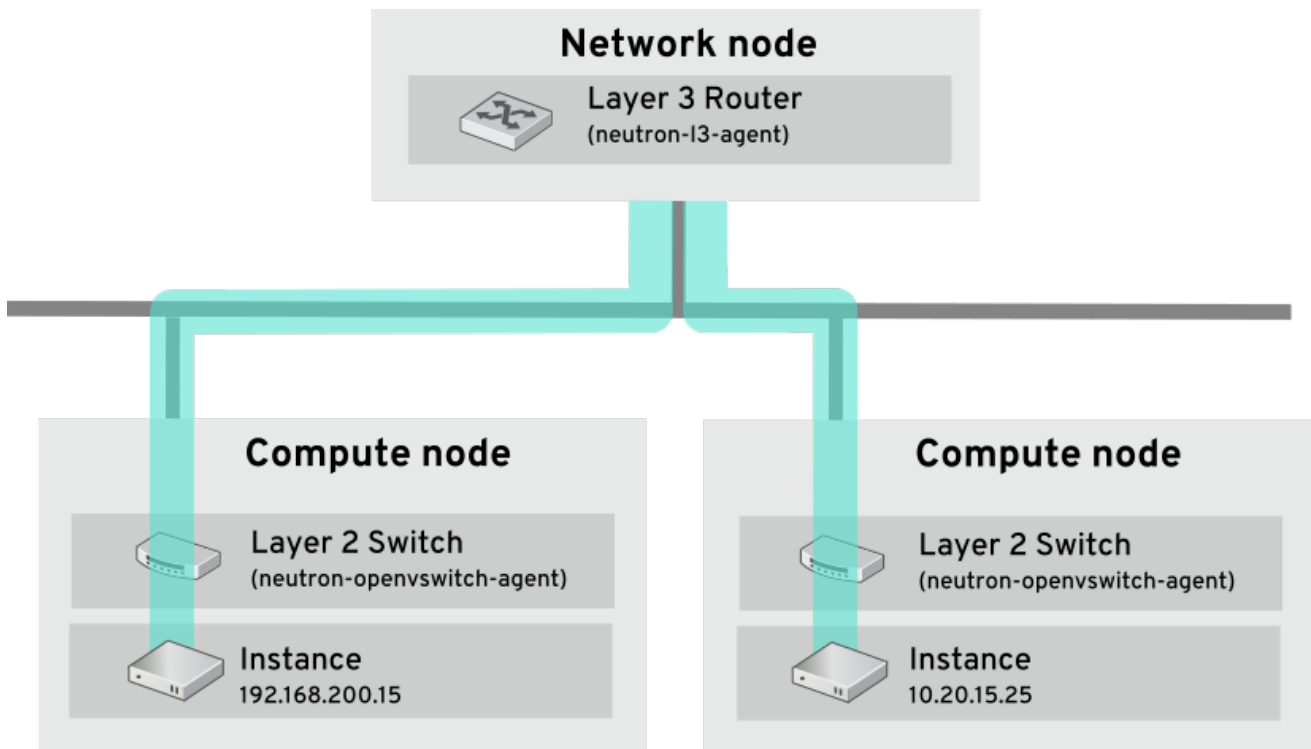 Network node
Layer 3 Router
(neutron-l3-agent)
Compute node
Layer 2 Switch
(neutron-openvswitch-agent)
Instance
192.168.200.15
Compute node
Layer 2 Switch
(neutron-openvswitch-agent)
Instance
10.20.15.25